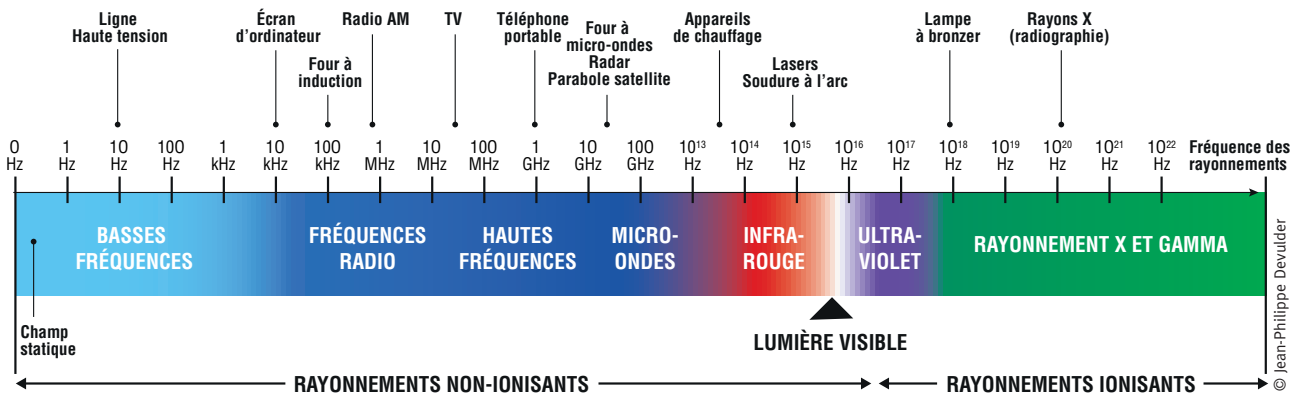 Ligne
Haute tension
Écran
d'ordinateur
Four à
induction
Radio AM
TV
Téléphone
portable
Four à
micro-ondes
Radar
Parabole satellite
Appareils
de chauffage
Lasers
Soudure à l'arc
Lampe
à bronzer
Rayons X
(radiographie)
0 1 10 100 1 10 100 1 10 100 1 10 100 10¹³ 10¹⁴ 10¹⁵ 10¹⁶ 10¹⁷ 10¹⁸ 10¹⁹ 10²⁰ 10²¹ 10²² Fréquence des
Hz Hz Hz Hz kHz kHz kHz MHz MHz MHz GHz GHz GHz Hz Hz Hz Hz Hz Hz Hz Hz Hz Hz rayonnements
BASSES
FRÉQUENCES
FRÉQUENCES
RADIO
HAUTES
FRÉQUENCES
MICRO-
ONDES
INFRA-
ROUGE
ULTRA-
VIOLET
RAYONNEMENT X ET GAMMA
Champ
statique
LUMIÈRE VISIBLE
RAYONNEMENTS NON-IONISANTS
RAYONNEMENTS IONISANTS
© Jean-Philippe Devulder